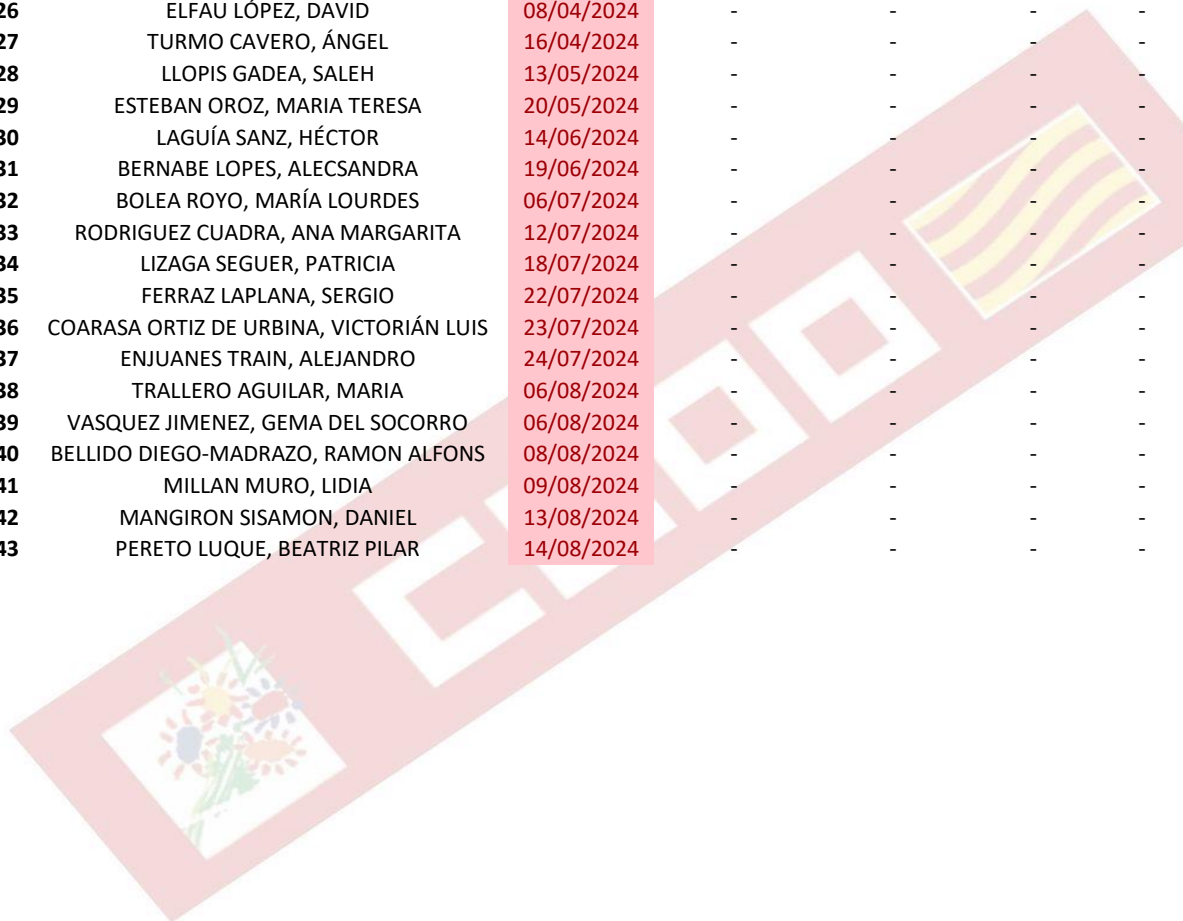 26 ELFAU LÓPEZ, DAVID 08/04/2024 - - - -
27 TURMO CAVERO, ÁNGEL 16/04/2024 - - - -
28 LLOPIS GADEA, SALEH 13/05/2024 - - - -
29 ESTEBAN OROZ, MARIA TERESA 20/05/2024 - - - -
30 LAGUÍA SANZ, HÉCTOR 14/06/2024 - - - -
31 BERNABE LOPES, ALECSANDRA 19/06/2024 - - - -
32 BOLEA ROYO, MARÍA LOURDES 06/07/2024 - - - -
33 RODRIGUEZ CUADRA, ANA MARGARITA 12/07/2024 - - - -
34 LIZAGA SEGUER, PATRICIA 18/07/2024 - - - -
35 FERRAZ LAPLANA, SERGIO 22/07/2024 - - - -
36 COARASA ORTIZ DE URBINA, VICTORIÁN LUIS 23/07/2024 - - - -
37 ENJUANES TRAIN, ALEJANDRO 24/07/2024 - - - -
38 TRALLERO AGUILAR, MARIA 06/08/2024 - - - -
39 VASQUEZ JIMENEZ, GEMA DEL SOCORRO 06/08/2024 - - - -
40 BELLIDO DIEGO-MADRAZO, RAMON ALFONS 08/08/2024 - - - -
41 MILLAN MURO, LIDIA 09/08/2024 - - - -
42 MANGIRON SISAMON, DANIEL 13/08/2024 - - - -
43 PERETO LUQUE, BEATRIZ PILAR 14/08/2024 - - - -
CCOO